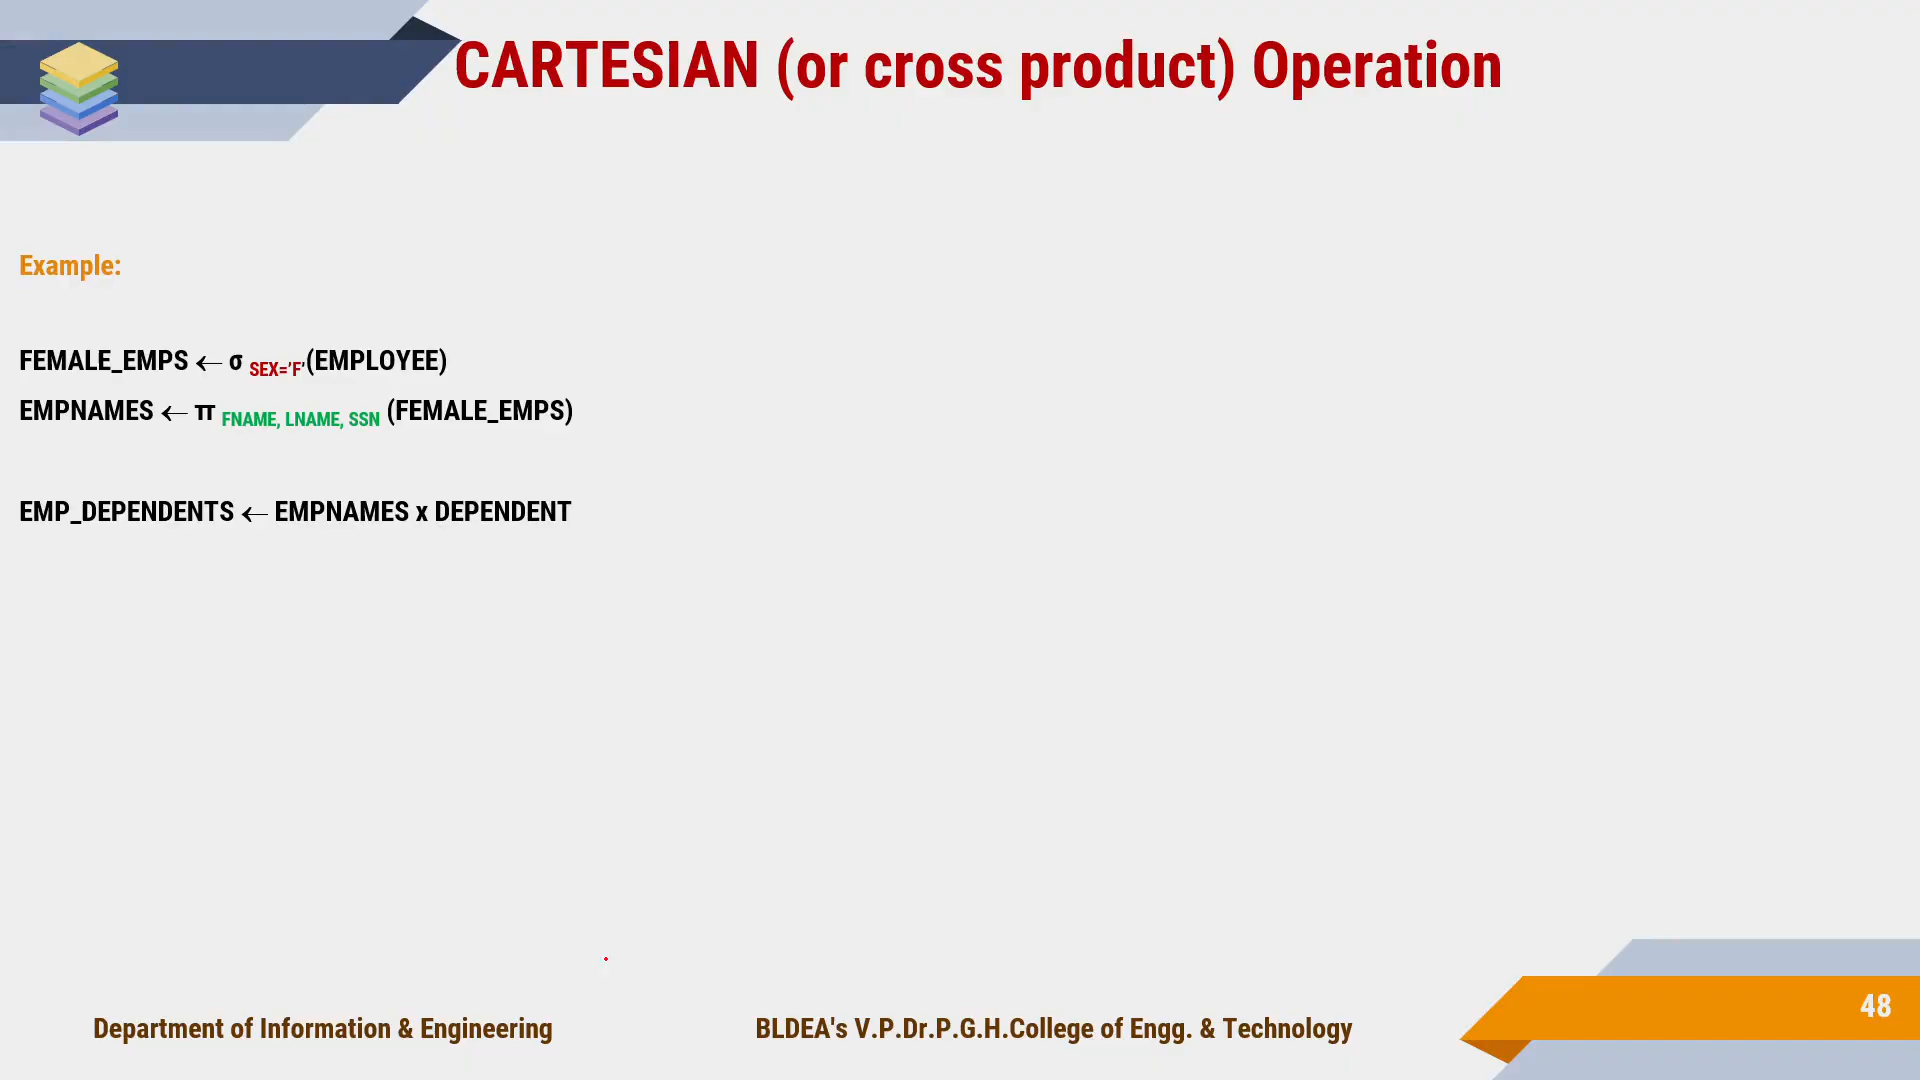 CARTESIAN (or cross product) Operation
Example:
FEMALE_EMPS ← σ SEX=’F’(EMPLOYEE)
EMPNAMES ← π FNAME, LNAME, SSN (FEMALE_EMPS)
EMP_DEPENDENTS ← EMPNAMES x DEPENDENT
Department of Information & Engineering
BLDEA's V.P.Dr.P.G.H.College of Engg. & Technology
48